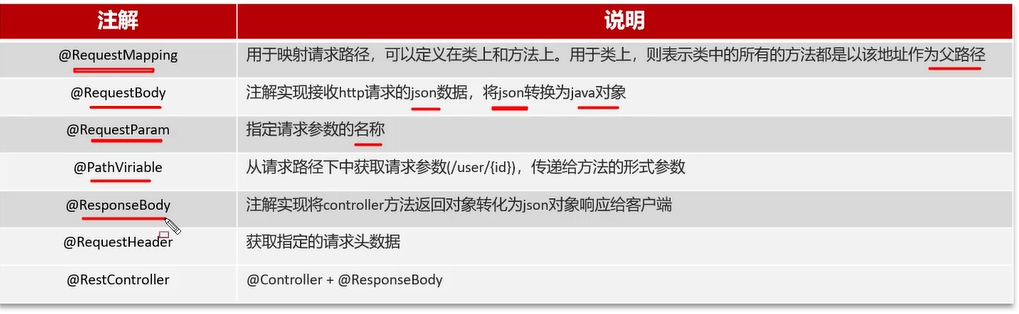 注解 说明
@RequestMapping 用于映射请求路径，可以定义在类上和方法上。用于类上，则表示类中的所有的方法都是以该地址作为父路径
@RequestBody 注解实现接收http请求的json数据，将json转换为java对象
@RequestParam 指定请求参数的名称
@PathViriable 从请求路径下中获取请求参数(/user/{id})，传递给方法的形式参数
@ResponseBody 注解实现将controller方法返回对象转化为json对象响应给客户端
@RequestHeader 获取指定的请求头数据
@RestController @Controller + @ResponseBody